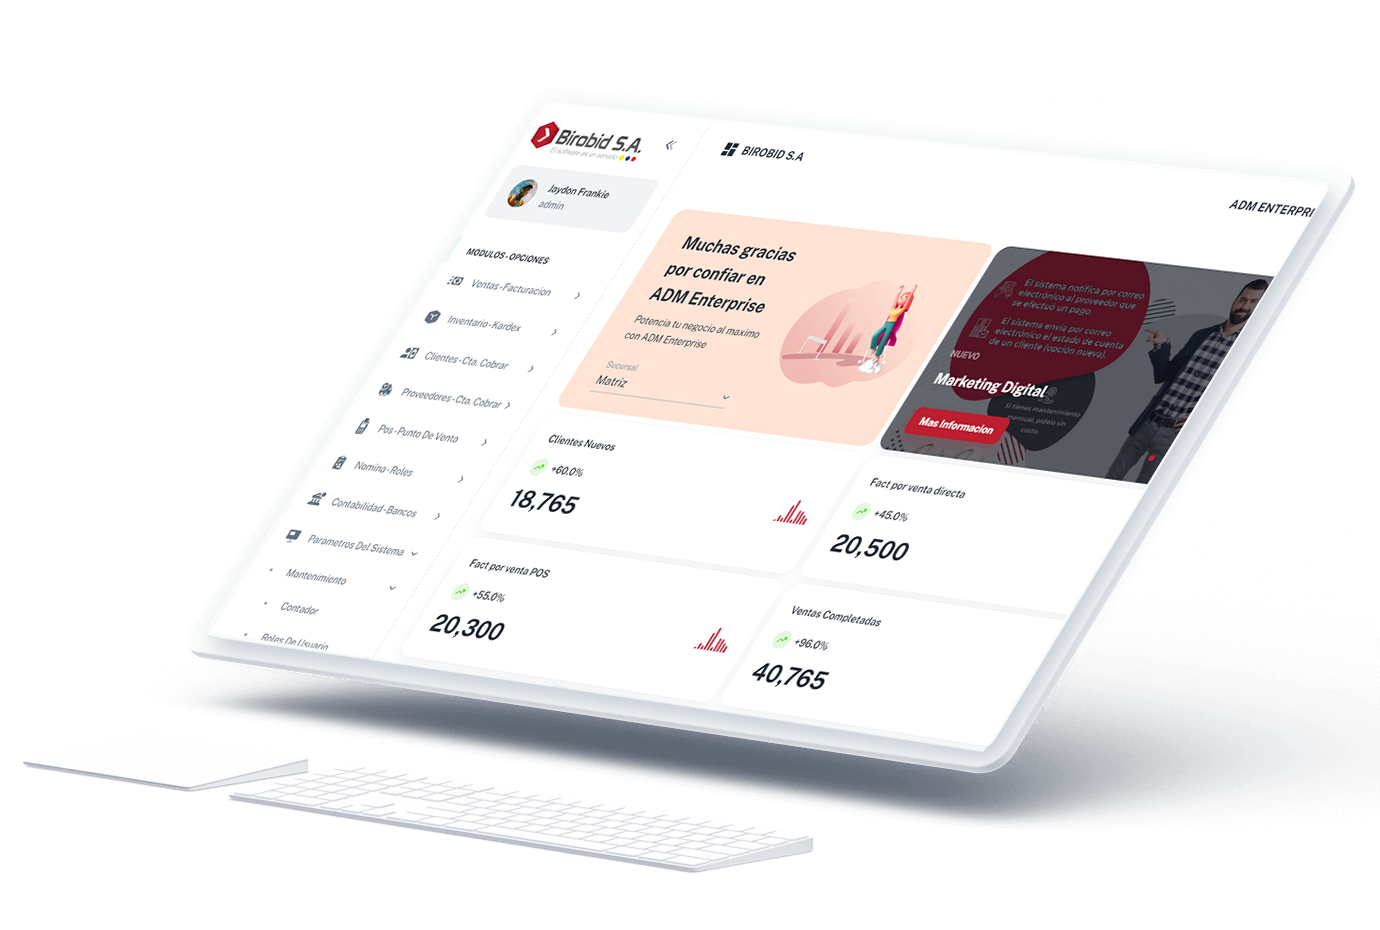 Birobid S.A.
El software es un servicio
Jaydon Frankie
admin
MODULOS - OPCIONES
Ventas - Facturacion
Inventario - Kardex
Clientes - Cta. Cobrar
Proveedores - Cta. Cobrar
Pos - Punto De Venta
Nomina - Roles
Contabilidad - Bancos
Parametros Del Sistema
Mantenimiento
Contador
Roles De Usuario
BIROBID S.A
ADM ENTERPRI
Muchas gracias
por confiar en
ADM Enterprise
Potencia tu negocio al maximo
con ADM Enterprise
Sucursal
Matriz
El sistema notifica por correo
electrónico al proveedor que
se efectuó un pago.
El sistema envía por correo
electrónico el estado de cuenta
de un cliente (opción nueva).
NUEVO
Marketing Digital
Si tienes mantenimiento
mensual, pídelo sin
costo.
Mas Informacion
Clientes Nuevos
+60.0%
18,765
Fact por venta directa
+45.0%
20,500
Fact por venta POS
+55.0%
20,300
Ventas Completadas
+96.0%
40,765